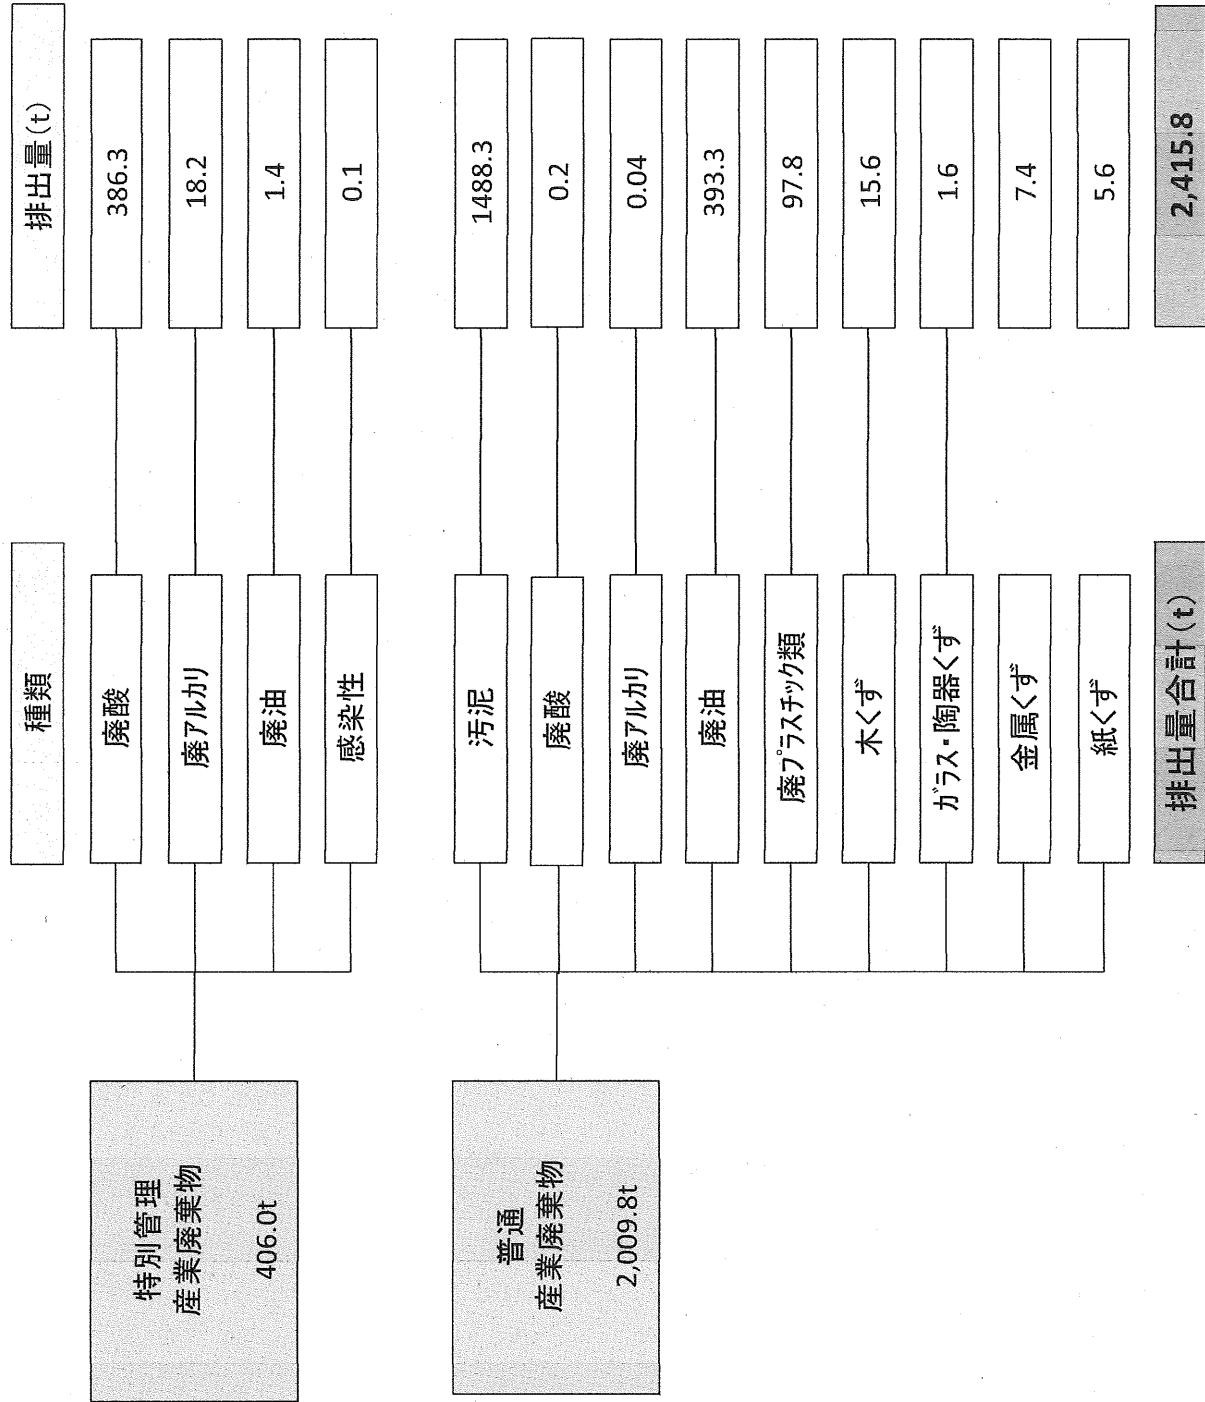 種類
排出量(t)
特別管理
産業廃棄物
406.0t
廃酸
386.3
廃アルカリ
18.2
廃油
1.4
感染性
0.1
普通
産業廃棄物
2,009.8t
汚泥
1488.3
廃酸
0.2
廃アルカリ
0.04
廃油
393.3
廃プラスチック類
97.8
木くず
15.6
ガラス・陶器くず
1.6
金属くず
7.4
紙くず
5.6
排出量合計(t)
2,415.8